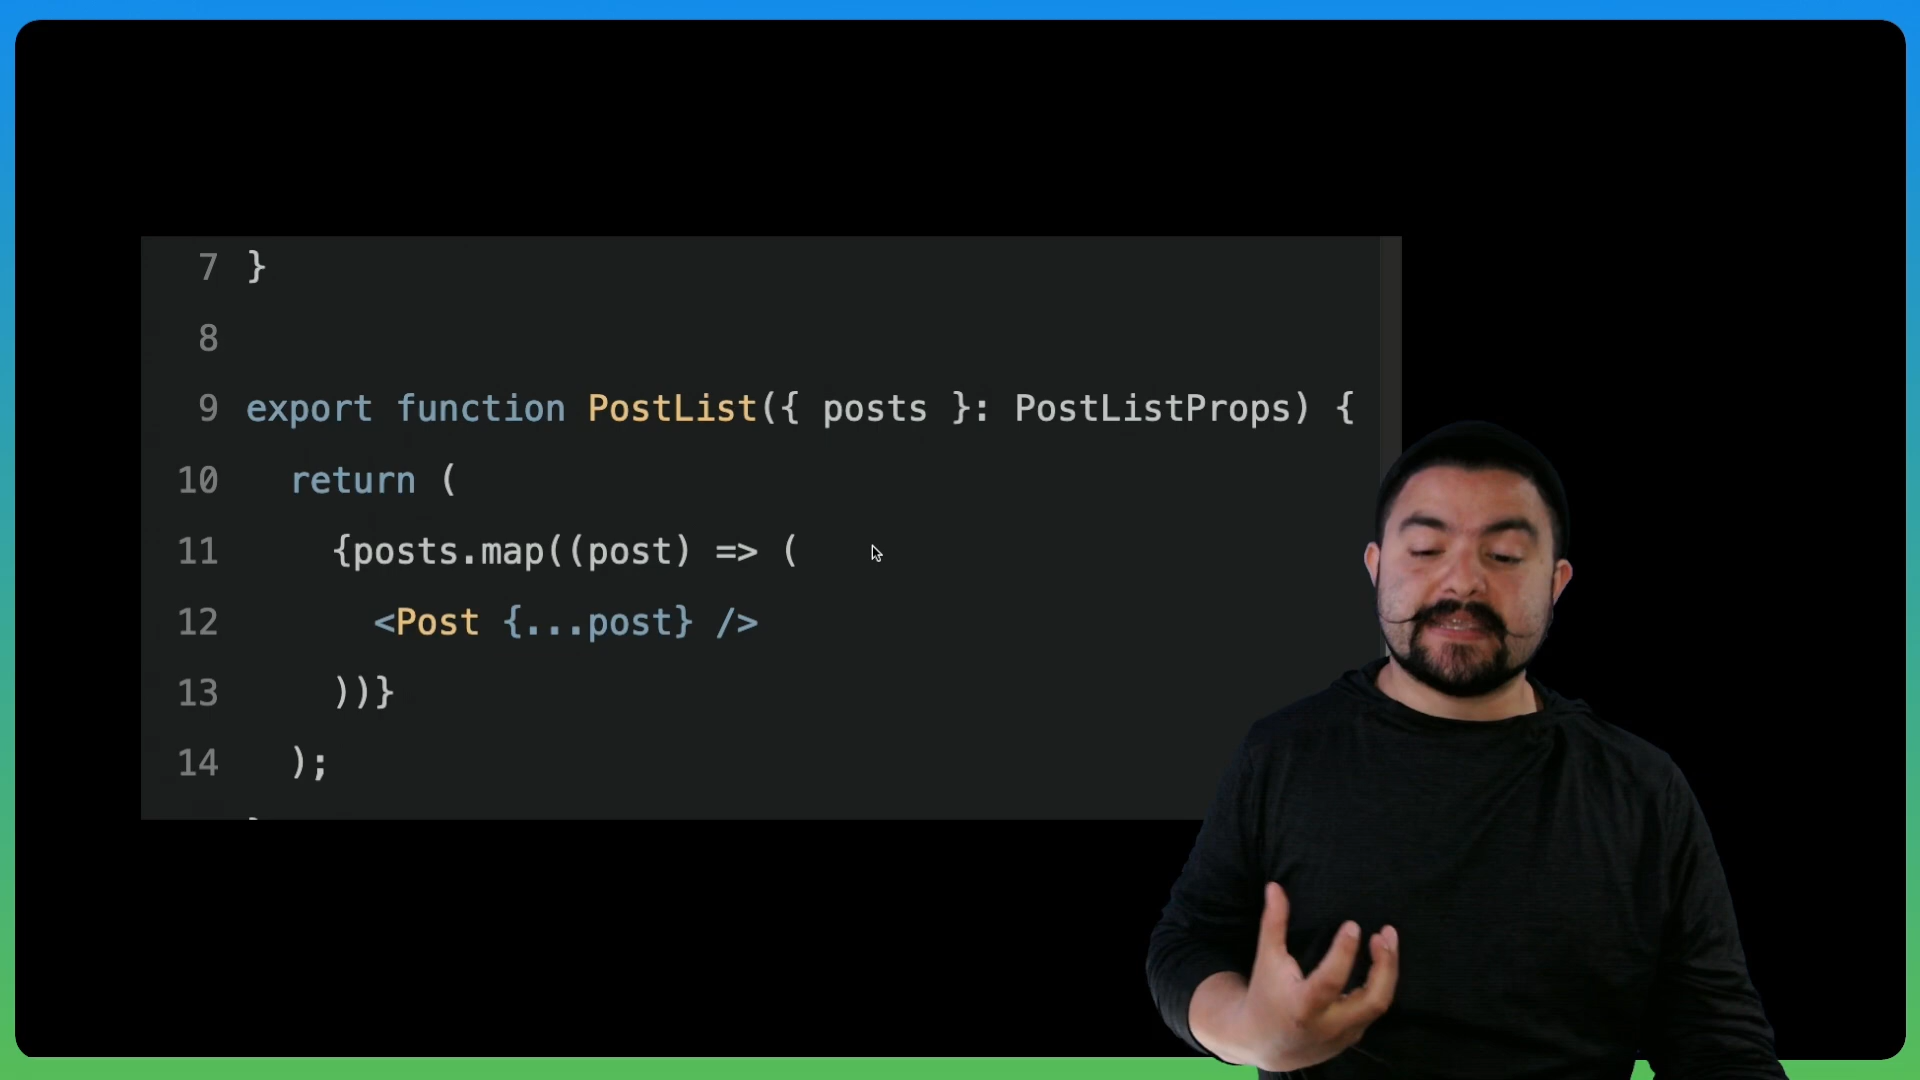 7 }
8
9 export function PostList({ posts }: PostListProps) {
10 return (
11 {posts.map((post) => (
12 <Post {...post} />
13 ))}
14 );